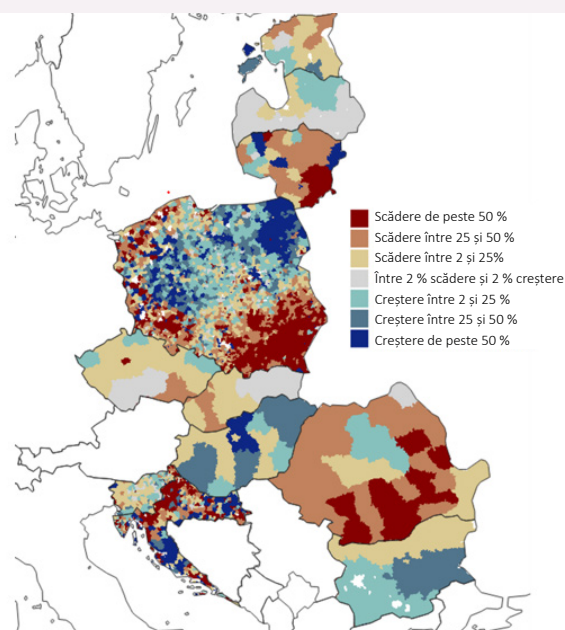 Scădere de peste 50 %
Scădere între 25 și 50 %
Scădere între 2 și 25%
Între 2 % scădere și 2 % creștere
Creștere între 2 și 25 %
Creștere între 25 și 50 %
Creștere de peste 50 %